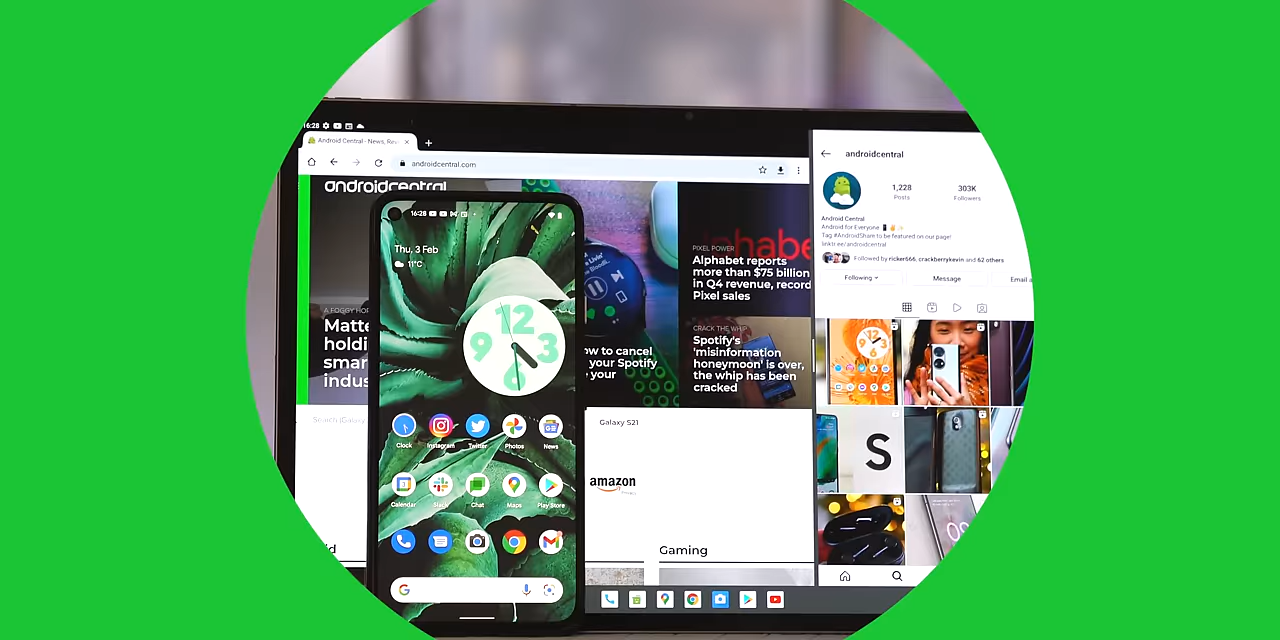 16:28
Android Central - News, Rev
androidcentral.com
androidcentral
A FOGGY HOP
Matte
holdi
smar
indus
ow to cancel
your Spotify
your
PIXEL POWER
Alphabet reports
more than $75 billion
in Q4 revenue, record
Pixel sales
CRACK THE WHIP
Spotify's
'misinformation
honeymoon' is over,
the whip has been
cracked
Galaxy S21
amazon
Gaming
16:28
Thu, 3 Feb
11°C
12
9 3
6
Clock Instagram Twitter Photos News
Calendar Slack Chat Maps Play Store
androidcentral
1,228 303K
Posts Followers
Android Central
Android for Everyone
Tag #AndroidShare to be featured on our page!
linktr.ee/androidcentral
Followed by ricker666, crackberrykevin and 62 others
Following Message Email a
S